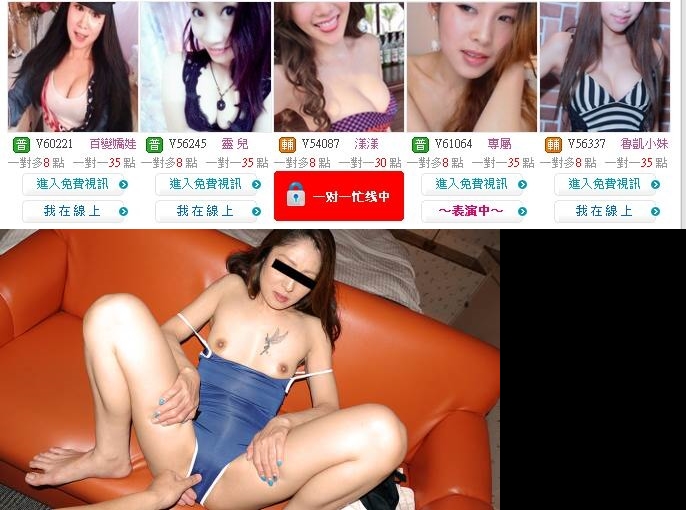 普 V60221 百變嬌娃
一對多8點 一對一35點
進入免費視訊
我在線上
普 V56245 靈兒
一對多8點 一對一35點
進入免費視訊
我在線上
輔 V54087 漾漾
一對多8點 一對一30點
一对一忙线中
普 V61064 專屬
一對多8點 一對一35點
進入免費視訊
～表演中～
輔 V56337 魯凱小妹
一對多8點 一對一35點
進入免費視訊
我在線上